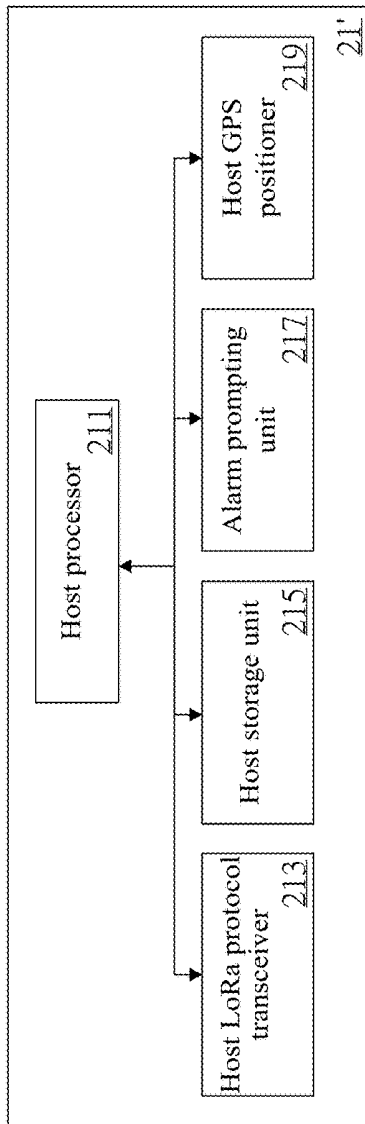 21'
Host processor
211
Host LoRa protocol
transceiver
213
Host storage unit
215
Alarm prompting
unit
217
Host GPS
positioner
219